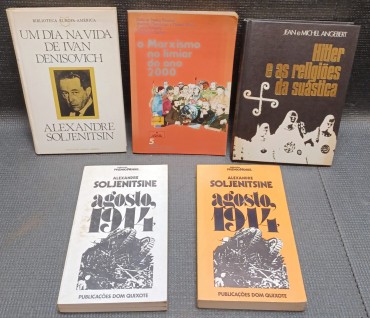 BIBLIOTECA EUROPA-AMÉRICA
UM DIA NA VIDA
DE IVAN
DENISOVICH
ALEXANDRE
SOLJENITSIN
o Marxismo
no limiar
do ano
2000
5
JEAN e MICHEL ANGEBERT
Hitler
e as religiões
da suástica
ALEXANDRE
SOLJENITSINE
agosto,
1914
PUBLICAÇÕES DOM QUIXOTE
ALEXANDRE
SOLJENITSINE
agosto,
1914
PUBLICAÇÕES DOM QUIXOTE